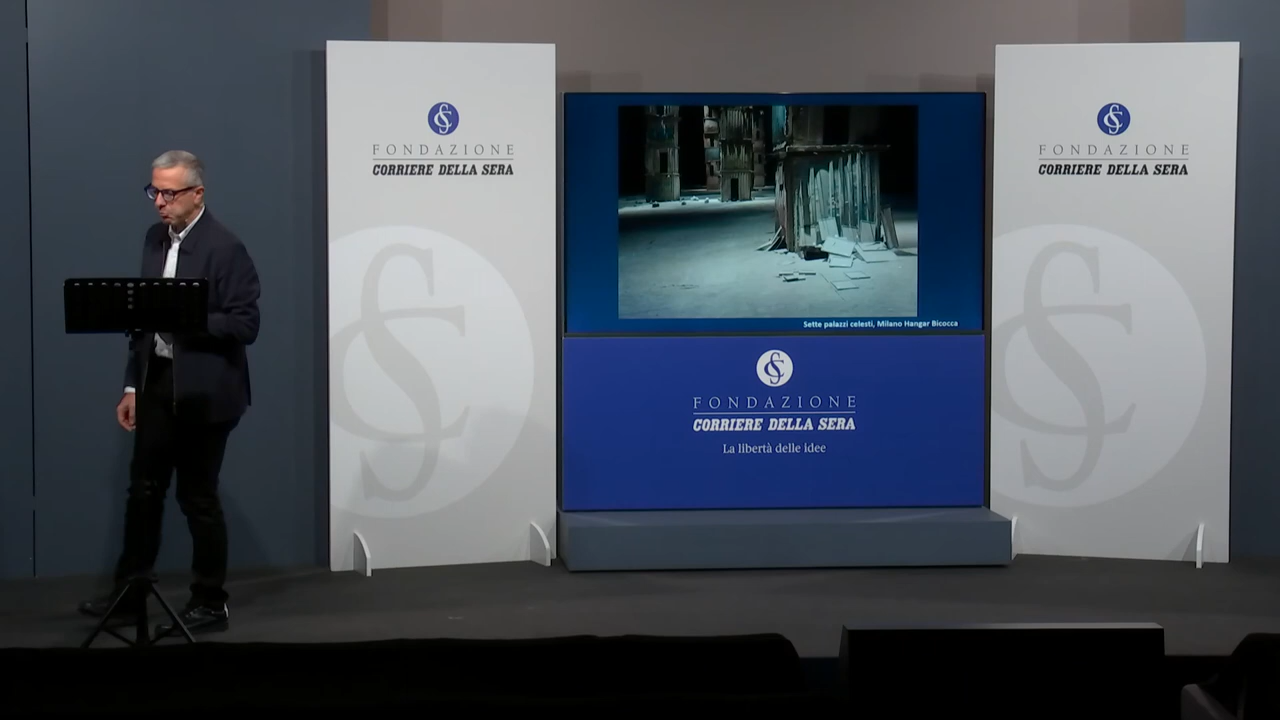 FONDAZIONE
CORRIERE DELLA SERA
Sette palazzi celesti, Milano Hangar Bicocca
FONDAZIONE
CORRIERE DELLA SERA
La libertà delle idee
FONDAZIONE
CORRIERE DELLA SERA